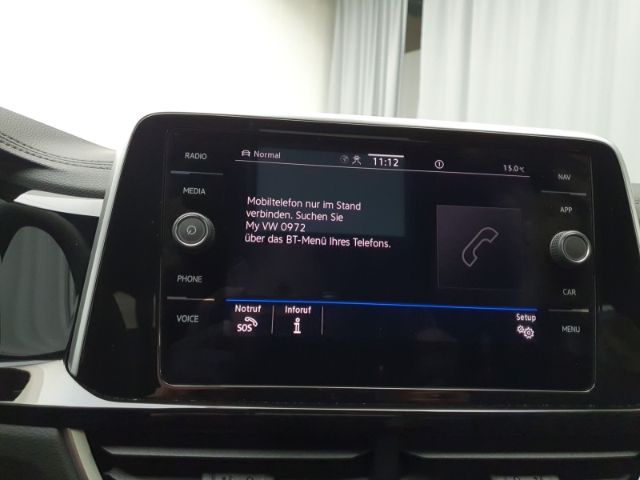 RADIO
MEDIA
PHONE
VOICE
Normal
11:12
15.0°C
Mobiltelefon nur im Stand
verbinden. Suchen Sie
My VW 0972
über das BT-Menü Ihres Telefons.
Notruf
SOS
Inforuf
Setup
NAV
APP
CAR
MENU